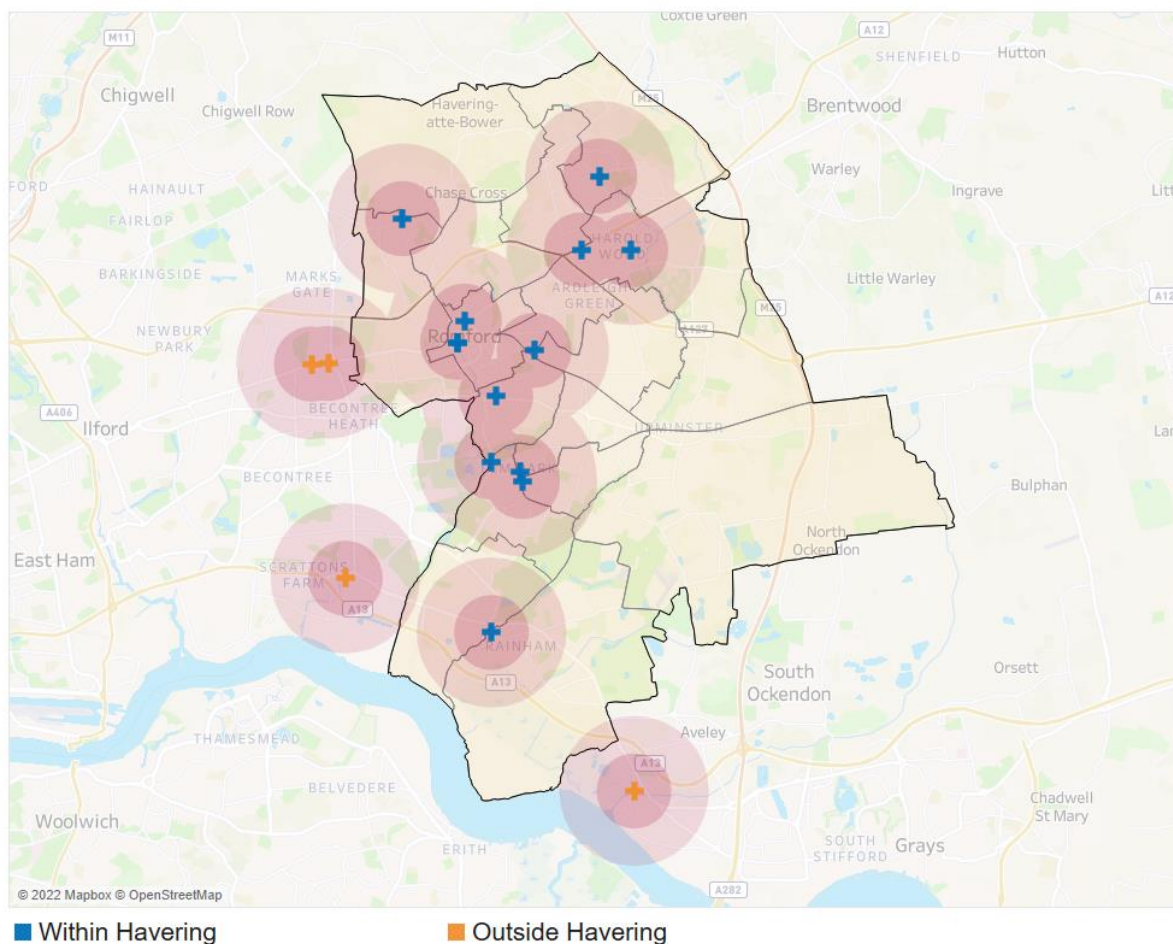 Coxtie Green
M11
A12
SHENFIELD
Hutton
Chigwell
Chigwell Row
Havering-
atte-Bower
M25
Brentwood
FORD
HAINAULT
Chase Cross
Warley
Ingrave
FAIRLOP
HAROLD
WOOD
BARKINGSIDE
MARKS
GATE
ARDLEIGH
GREEN
Little Warley
M25
A12
NEWBURY
PARK
Romford
A127
A406
BECONTREE
HEATH
Ilford
UPMINSTER
BECONTREE
Bulphan
North
Ockendon
East Ham
SCRATTONS
FARM
A13
RAINHAM
A13
South
Ockendon
Orsett
THAMESMEAD
Aveley
A13
BELVEDERE
Chadwell
St Mary
Woolwich
ERITH
SOUTH
STIFFORD
Grays
A282
© 2022 Mapbox © OpenStreetMap
Within Havering
Outside Havering